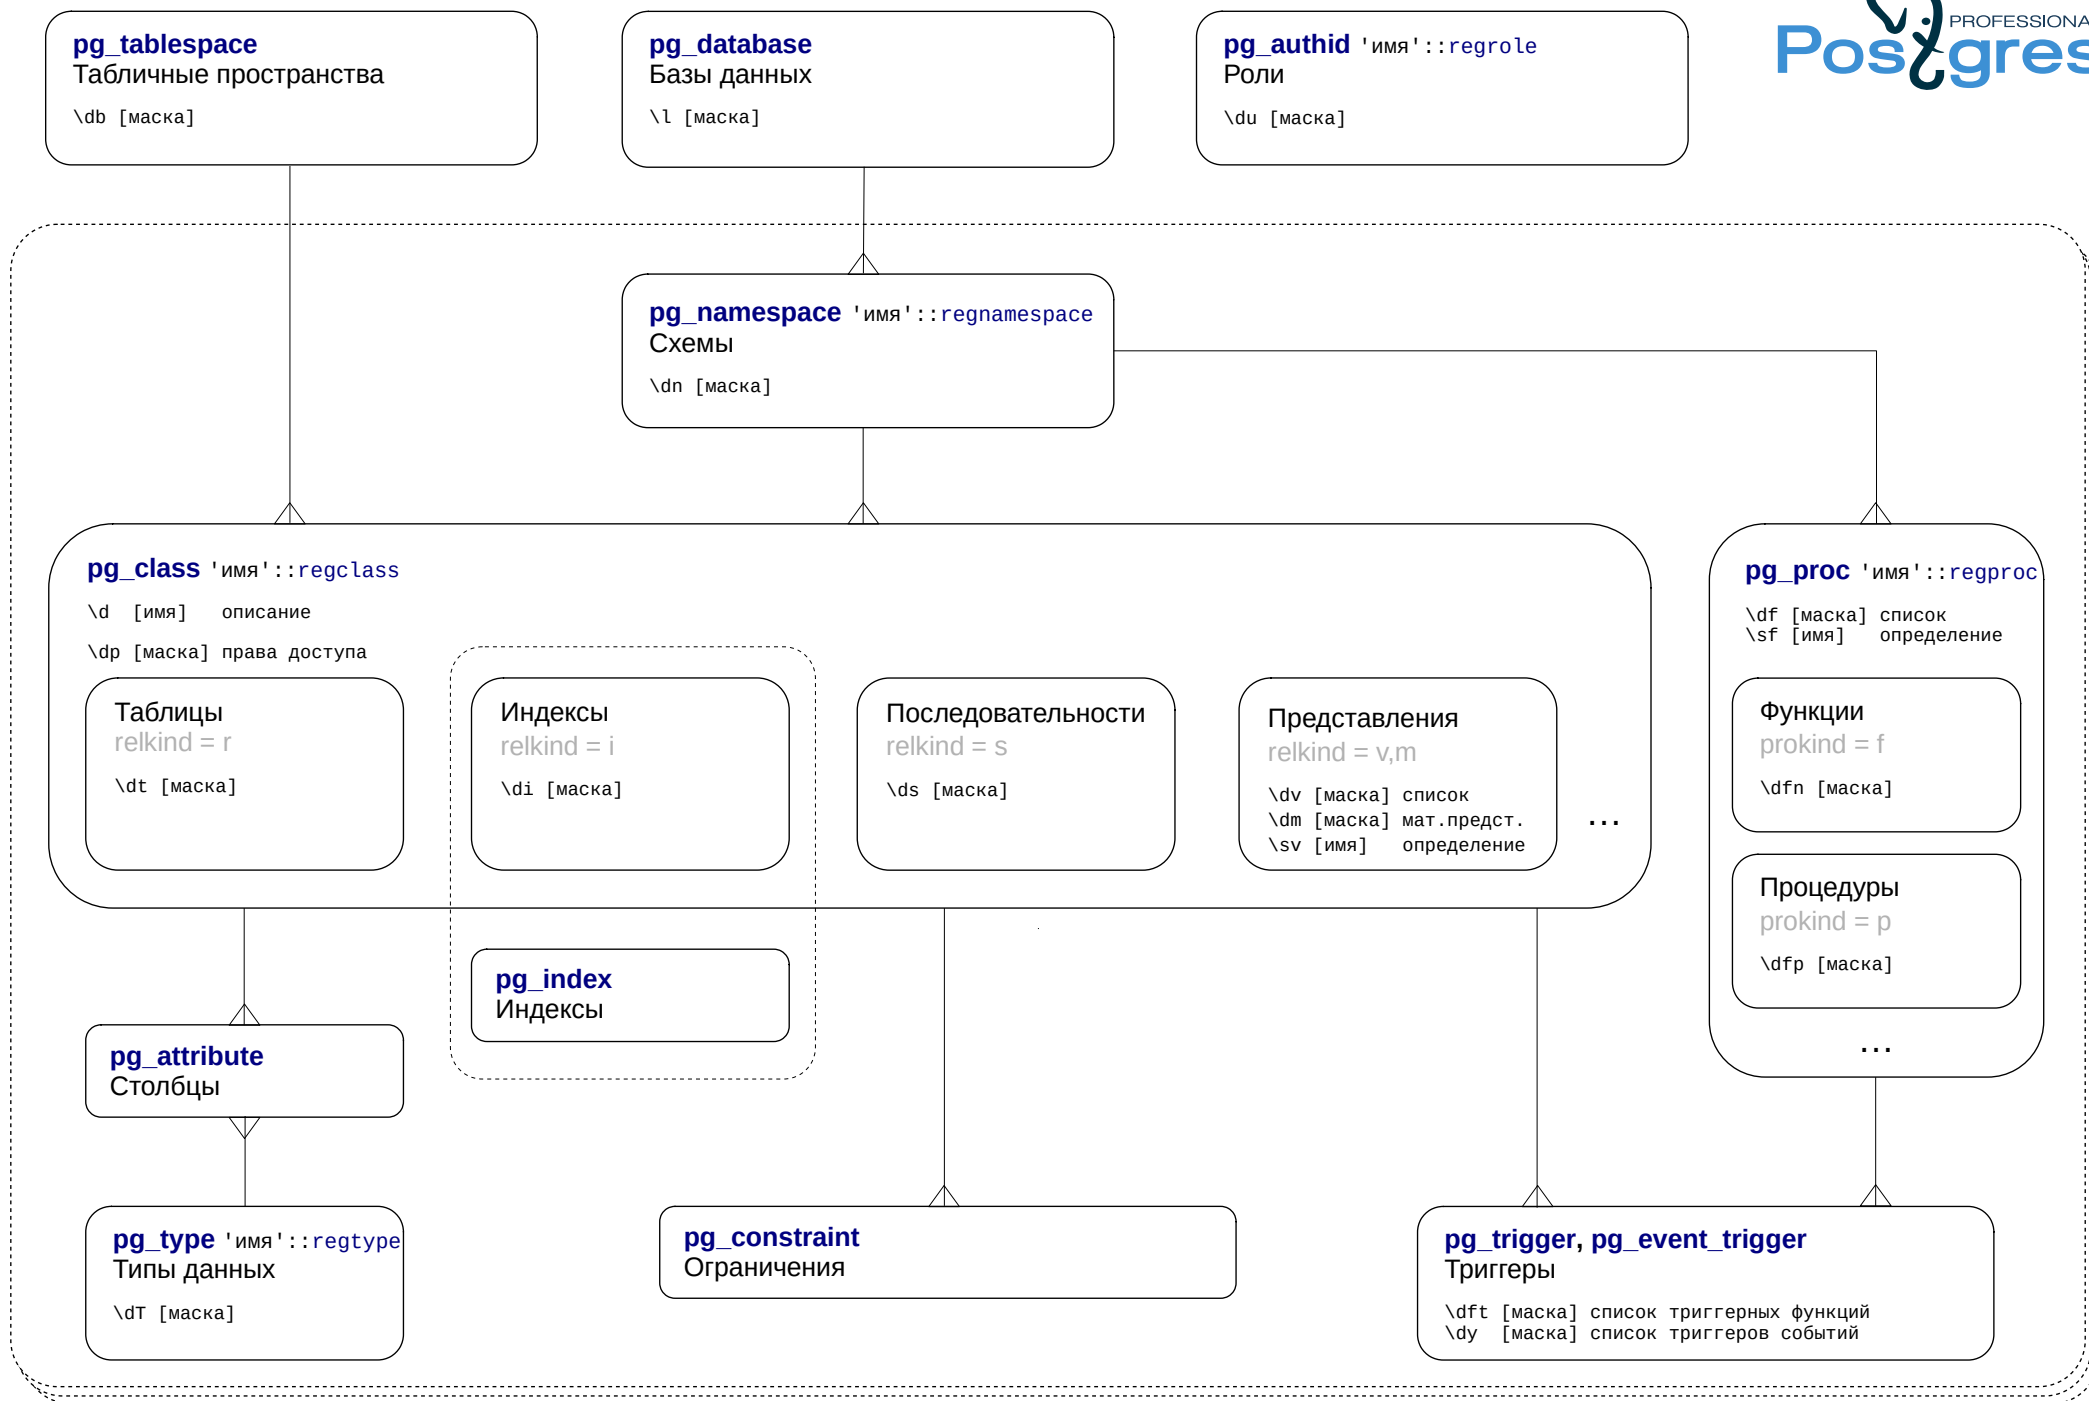 pg_tablespace
Табличные пространства
\db [маска]
pg_database
Базы данных
\l [маска]
pg_authid 'имя'::regrole
Роли
\du [маска]
PROFESSIONA
Postgres
pg_namespace 'имя'::regnamespace
Схемы
\dn [маска]
pg_class 'имя'::regclass
\d [имя] описание
\dp [маска] права доступа
Таблицы
relkind = r
\dt [маска]
Индексы
relkind = i
\di [маска]
Последовательности
relkind = s
\ds [маска]
Представления
relkind = v,m
\dv [маска] список
\dm [маска] мат.предст.
\sv [имя] определение
...
pg_proc 'имя'::regproc
\df [маска] список
\sf [имя] определение
Функции
prokind = f
\dfn [маска]
Процедуры
prokind = p
\dfp [маска]
...
pg_index
Индексы
pg_attribute
Столбцы
pg_type 'имя'::regtype
Типы данных
\dT [маска]
pg_constraint
Ограничения
pg_trigger, pg_event_trigger
Триггеры
\dft [маска] список триггерных функций
\dy [маска] список триггеров событий